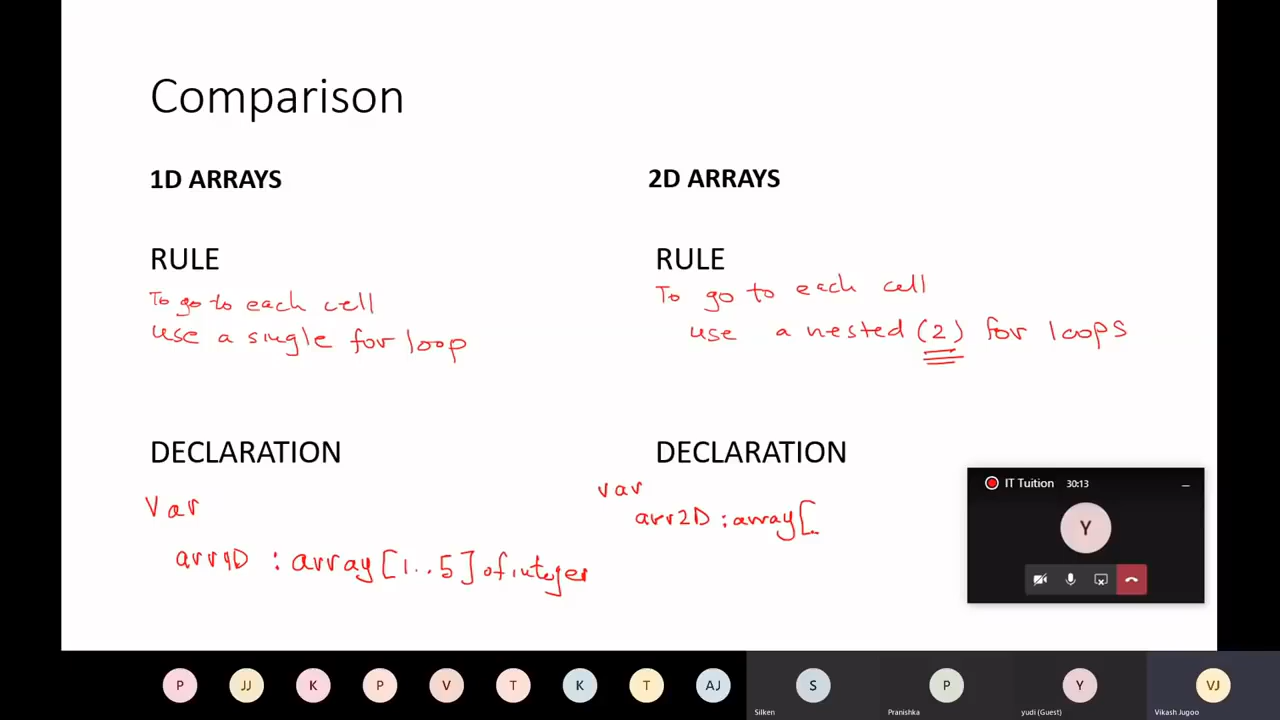 Comparison
1D ARRAYS
RULE
To go to each cell
use a single for loop
DECLARATION
Var
arr1D : array [1..5] of integer
2D ARRAYS
RULE
To go to each cell
use a nested (2) for loops
DECLARATION
var
arr2D : array [.
IT Tuition 30:13
Y
P JJ K P V T K T AJ S P Y VJ
Silken Pranishka yudi (Guest) Vikash Jugoo